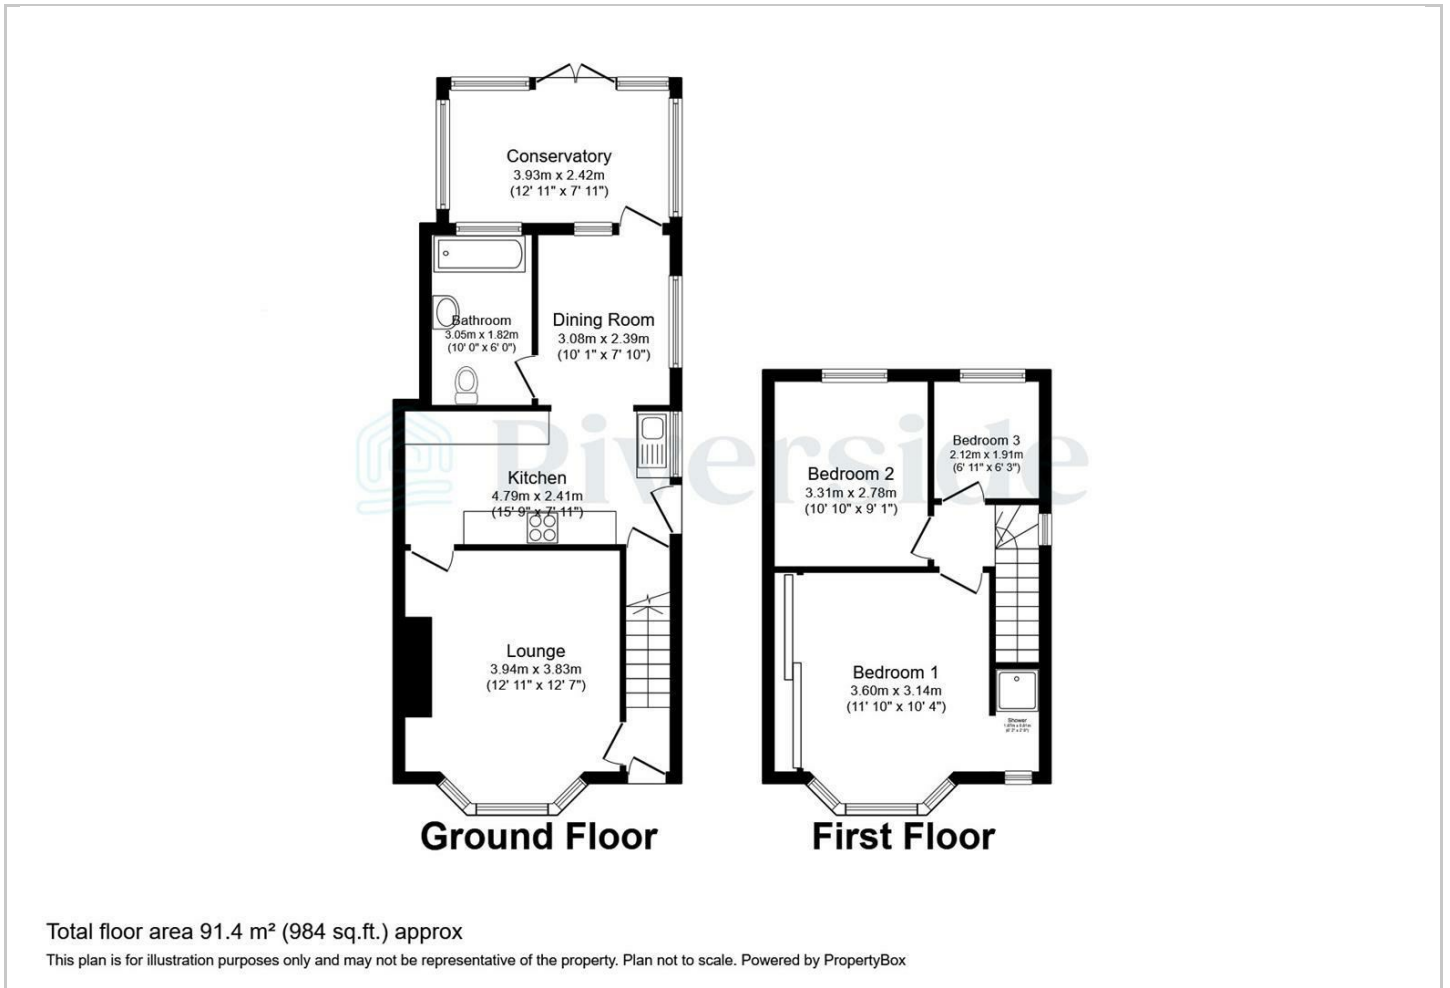 Conservatory
3.93m x 2.42m
(12' 11" x 7' 11")
Bathroom
3.05m x 1.82m
(10' 0" x 6' 0")
Dining Room
3.08m x 2.39m
(10' 1" x 7' 10")
Riverside
Kitchen
4.79m x 2.41m
(15' 9" x 7' 11")
Lounge
3.94m x 3.83m
(12' 11" x 12' 7")
Ground Floor
Bedroom 2
3.31m x 2.78m
(10' 10" x 9' 1")
Bedroom 3
2.12m x 1.91m
(6' 11" x 6' 3")
Bedroom 1
3.60m x 3.14m
(11' 10" x 10' 4")
Shower
First Floor
Total floor area 91.4 m² (984 sq.ft.) approx
This plan is for illustration purposes only and may not be representative of the property. Plan not to scale. Powered by PropertyBox